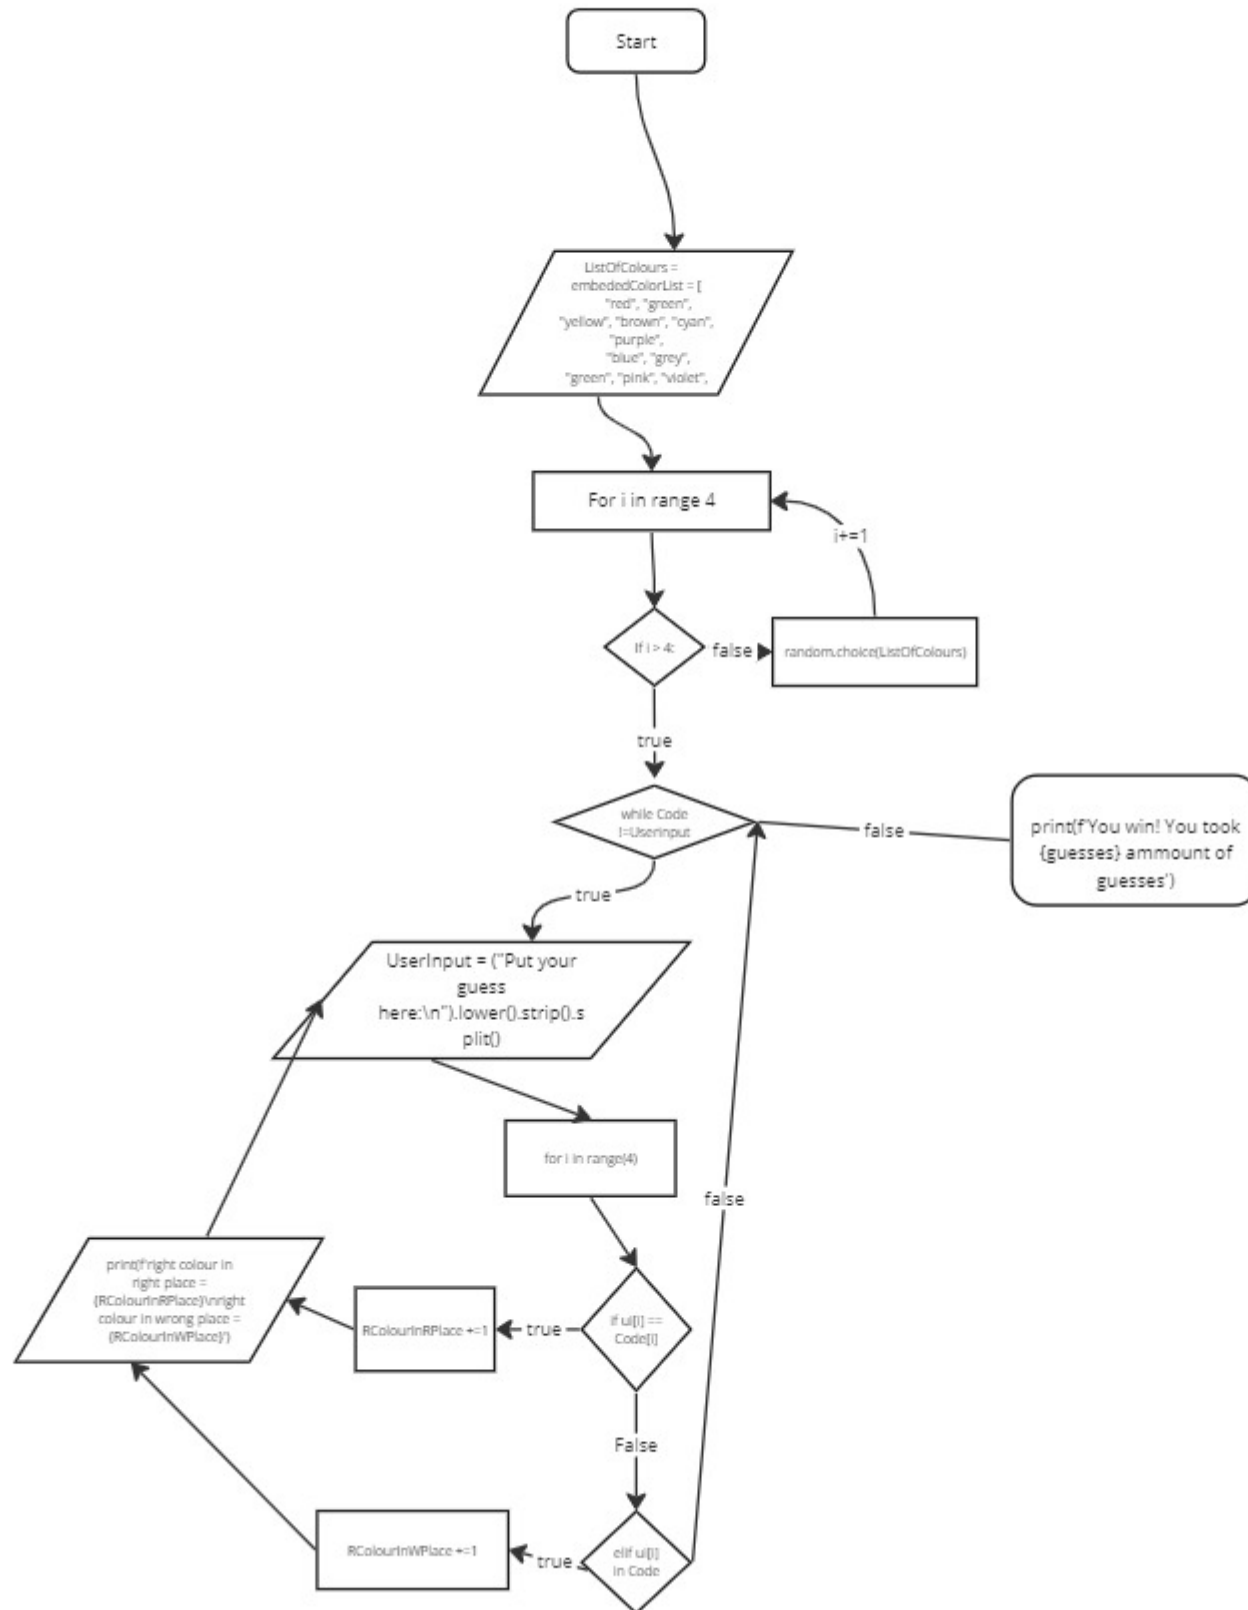 Start
ListOfColours =
embededColorList = [
"red", "green",
"yellow", "brown", "cyan",
"purple",
"blue", "grey",
"green", "pink", "violet",
For i in range 4
i+=1
If i > 4:
false
random.choice(ListOfColours)
true
while Code
!=Userinput
false
print(f'You win! You took
{guesses} ammount of
guesses')
true
UserInput = ("Put your
guess
here:\n").lower().strip().s
plit()
for i in range(4)
false
print(f'right colour in
right place =
{RColourInRPlace}\nright
colour in wrong place =
{RColourInWPlace}')
RColourInRPlace +=1
true
if ui[i] ==
Code[i]
False
RColourInWPlace +=1
true
elif ui[i]
in Code